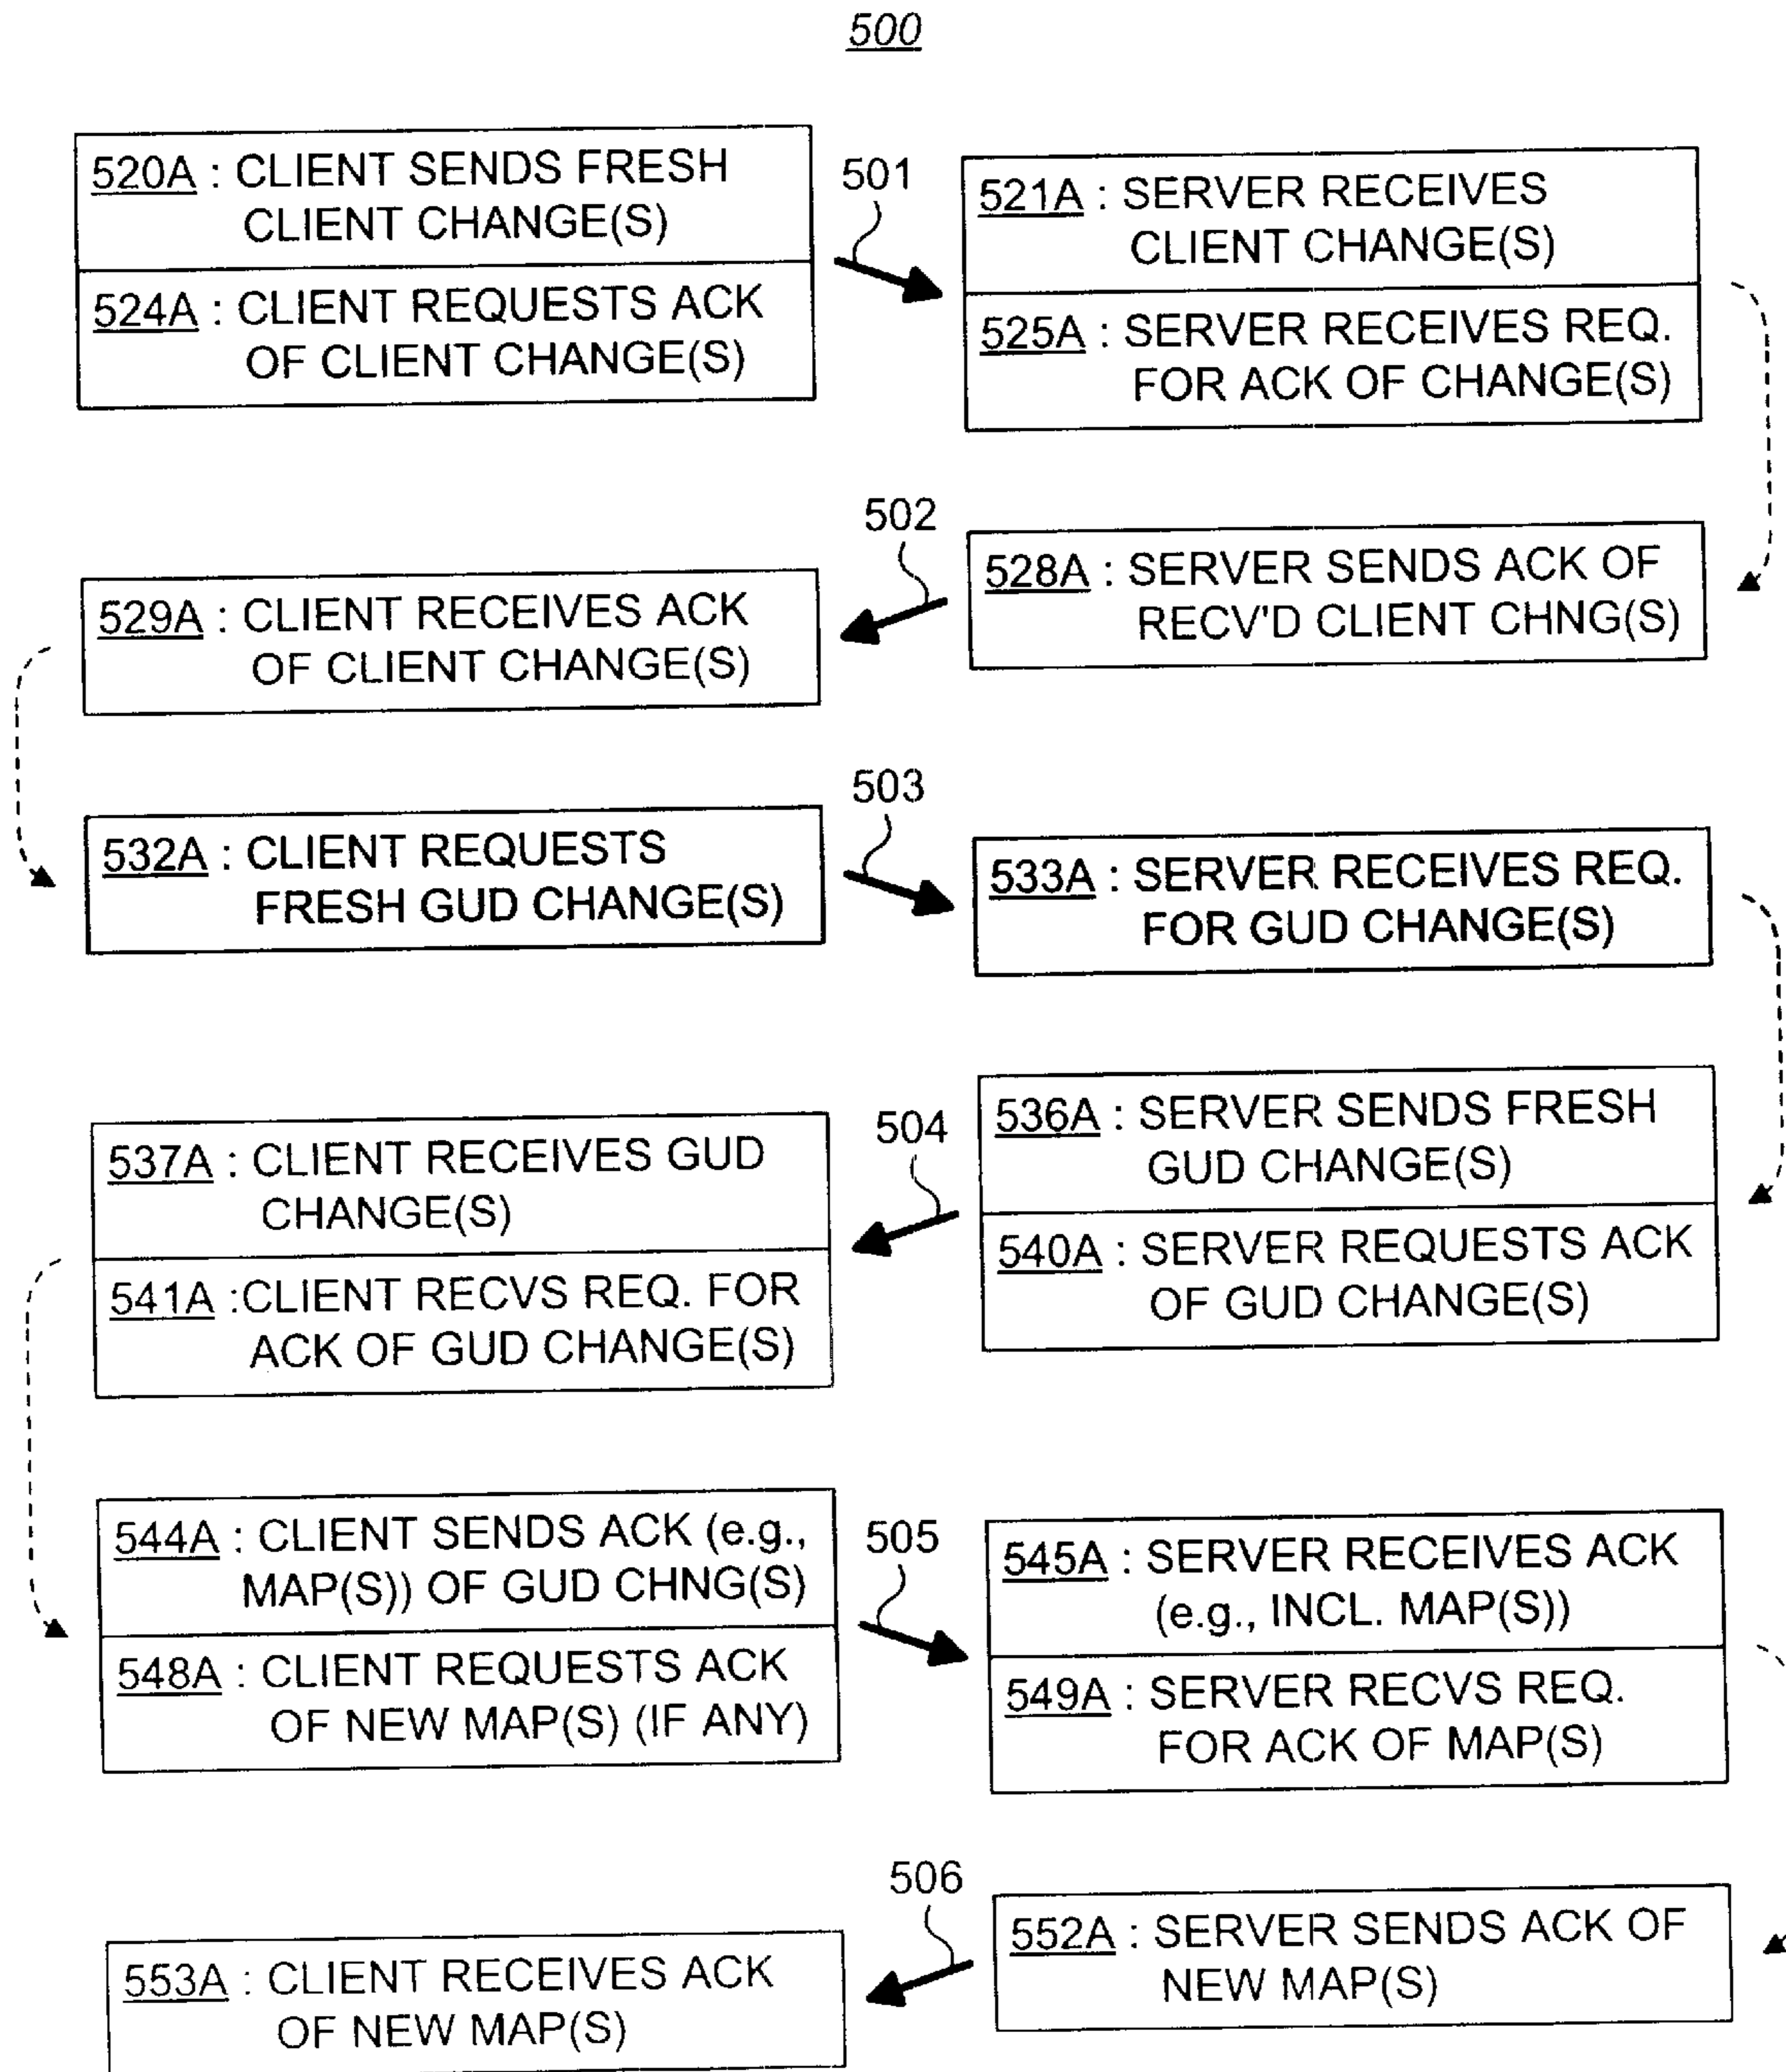 500
520A : CLIENT SENDS FRESH
CLIENT CHANGE(S)
524A : CLIENT REQUESTS ACK
OF CLIENT CHANGE(S)
501
521A : SERVER RECEIVES
CLIENT CHANGE(S)
525A : SERVER RECEIVES REQ.
FOR ACK OF CHANGE(S)
502
528A : SERVER SENDS ACK OF
RECV'D CLIENT CHNG(S)
529A : CLIENT RECEIVES ACK
OF CLIENT CHANGE(S)
503
532A : CLIENT REQUESTS
FRESH GUD CHANGE(S)
533A : SERVER RECEIVES REQ.
FOR GUD CHANGE(S)
504
536A : SERVER SENDS FRESH
GUD CHANGE(S)
540A : SERVER REQUESTS ACK
OF GUD CHANGE(S)
537A : CLIENT RECEIVES GUD
CHANGE(S)
541A :CLIENT RECVS REQ. FOR
ACK OF GUD CHANGE(S)
544A : CLIENT SENDS ACK (e.g.,
MAP(S)) OF GUD CHNG(S)
548A : CLIENT REQUESTS ACK
OF NEW MAP(S) (IF ANY)
505
545A : SERVER RECEIVES ACK
(e.g., INCL. MAP(S))
549A : SERVER RECVS REQ.
FOR ACK OF MAP(S)
506
552A : SERVER SENDS ACK OF
NEW MAP(S)
553A : CLIENT RECEIVES ACK
OF NEW MAP(S)